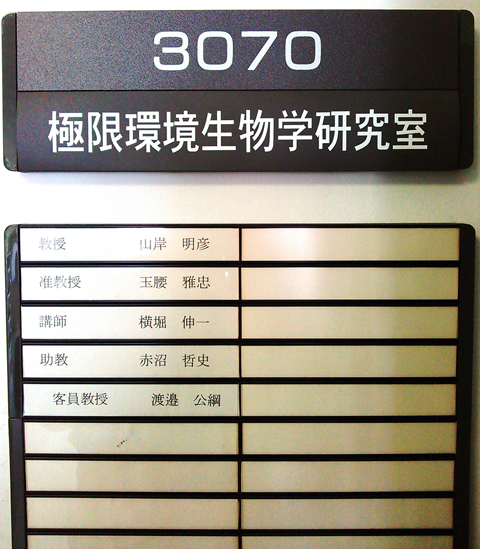 3070
極限環境生物学研究室
教授 山岸 明彦
准教授 玉腰 雅忠
講師 横堀 伸一
助教 赤沼 哲史
客員教授 渡邉 公綱